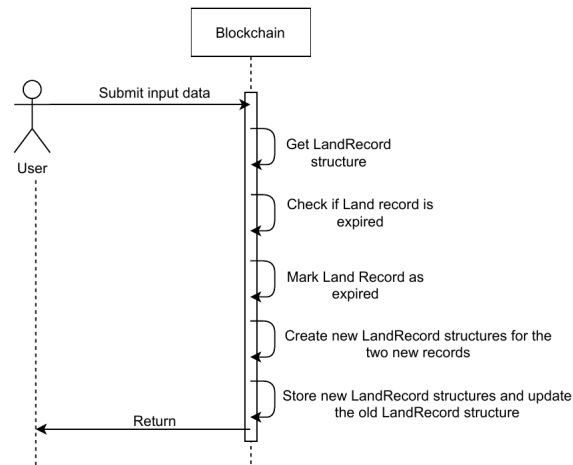 Blockchain
Submit input data
User
Get LandRecord
structure
Check if Land record is
expired
Mark Land Record as
expired
Create new LandRecord structures for the
two new records
Store new LandRecord structures and update
the old LandRecord structure
Return